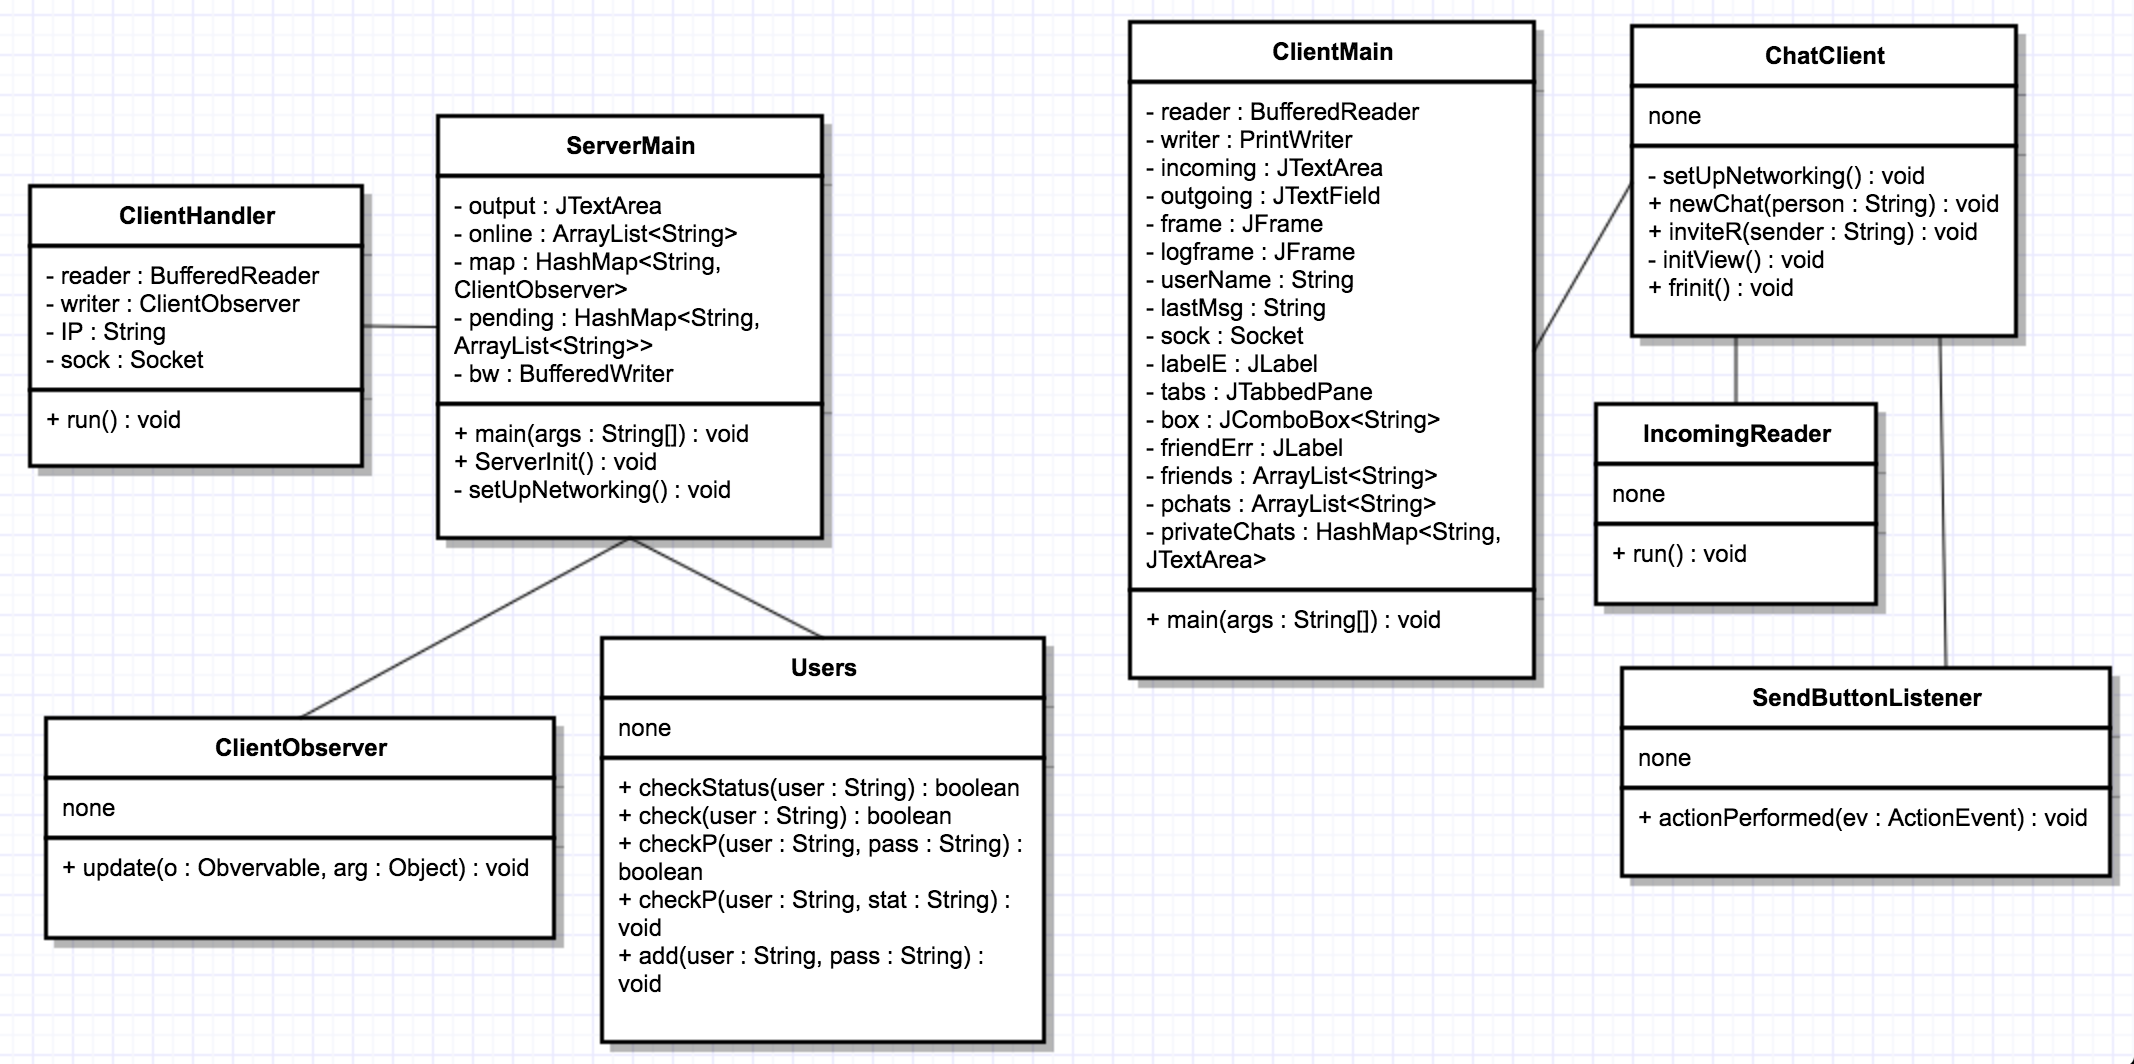 ClientHandler
- reader : BufferedReader
- writer : ClientObserver
- IP : String
- sock : Socket
+ run() : void
ServerMain
- output : JTextArea
- online : ArrayList<String>
- map : HashMap<String,
ClientObserver>
- pending : HashMap<String,
ArrayList<String>>
- bw : BufferedWriter
+ main(args : String[]) : void
+ ServerInit() : void
- setUpNetworking() : void
ClientObserver
none
+ update(o : Obvervable, arg : Object) : void
Users
none
+ checkStatus(user : String) : boolean
+ check(user : String) : boolean
+ checkP(user : String, pass : String) :
boolean
+ checkP(user : String, stat : String) :
void
+ add(user : String, pass : String) :
void
ClientMain
- reader : BufferedReader
- writer : PrintWriter
- incoming : JTextArea
- outgoing : JTextField
- frame : JFrame
- logframe : JFrame
- userName : String
- lastMsg : String
- sock : Socket
- labelE : JLabel
- tabs : JTabbedPane
- box : JComboBox<String>
- friendErr : JLabel
- friends : ArrayList<String>
- pchats : ArrayList<String>
- privateChats : HashMap<String,
JTextArea>
+ main(args : String[]) : void
ChatClient
none
- setUpNetworking() : void
+ newChat(person : String) : void
+ inviteR(sender : String) : void
- initView() : void
+ frinit() : void
IncomingReader
none
+ run() : void
SendButtonListener
none
+ actionPerformed(ev : ActionEvent) : void